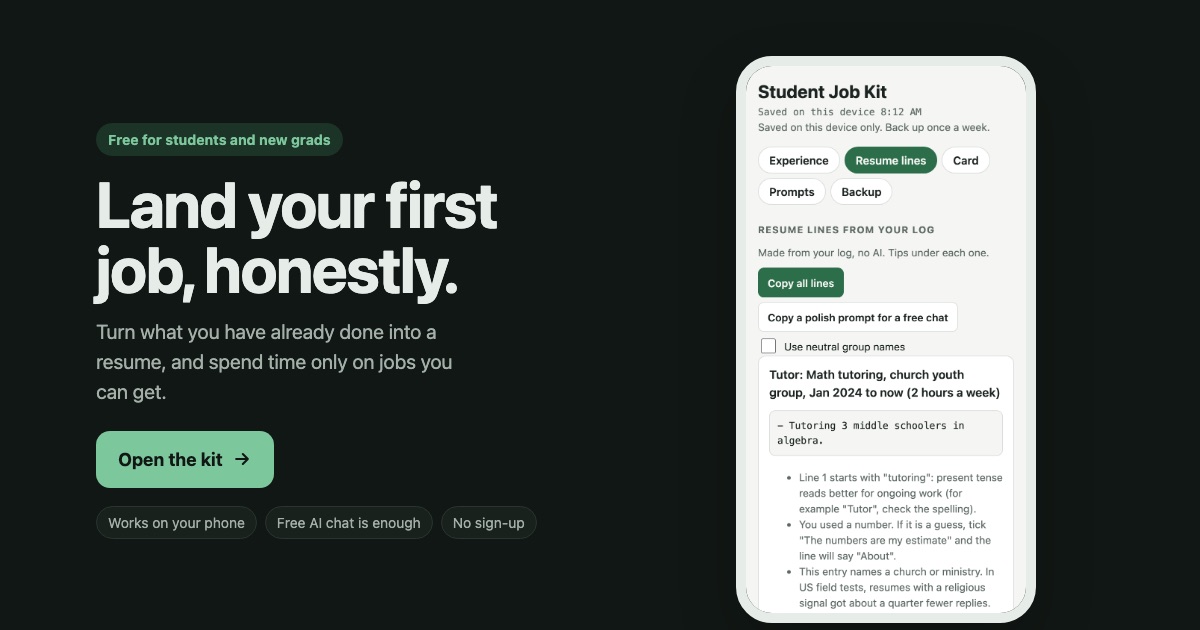 Free for students and new grads
Land your first
job, honestly.
Turn what you have already done into a
resume, and spend time only on jobs you
can get.
Open the kit →
Works on your phone
Free AI chat is enough
No sign-up
Student Job Kit
Saved on this device 8:12 AM
Saved on this device only. Back up once a week.
Experience
Resume lines
Card
Prompts
Backup
RESUME LINES FROM YOUR LOG
Made from your log, no AI. Tips under each one.
Copy all lines
Copy a polish prompt for a free chat
Use neutral group names
Tutor: Math tutoring, church youth
group, Jan 2024 to now (2 hours a week)
– Tutoring 3 middle schoolers in
algebra.
• Line 1 starts with "tutoring": present tense
reads better for ongoing work (for
example "Tutor", check the spelling).
• You used a number. If it is a guess, tick
"The numbers are my estimate" and the
line will say "About".
• This entry names a church or ministry. In
US field tests, resumes with a religious
signal got about a quarter fewer replies.